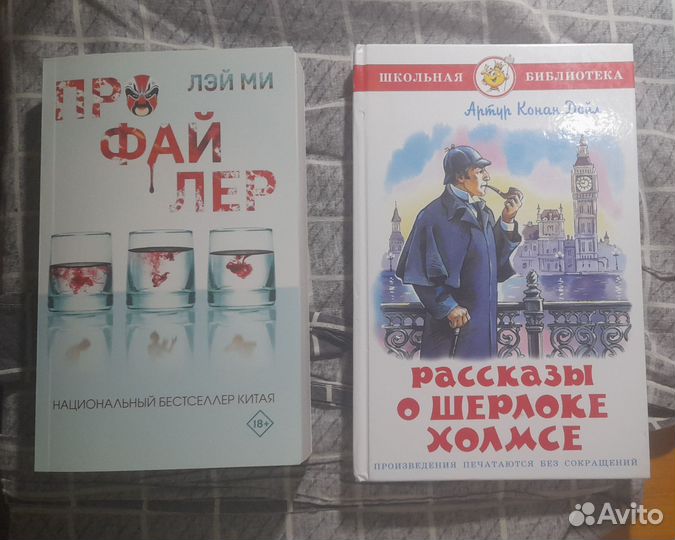 ЛЭЙ МИ
ПРО
ФАЙ
ЛЕР
НАЦИОНАЛЬНЫЙ БЕСТСЕЛЛЕР КИТАЯ
18+
ШКОЛЬНАЯ БИБЛИОТЕКА
Артур Конан Дойл
Рассказы
о Шерлоке
Холмсе
ПРОИЗВЕДЕНИЯ ПЕЧАТАЮТСЯ БЕЗ СОКРАЩЕНИЙ
Avito